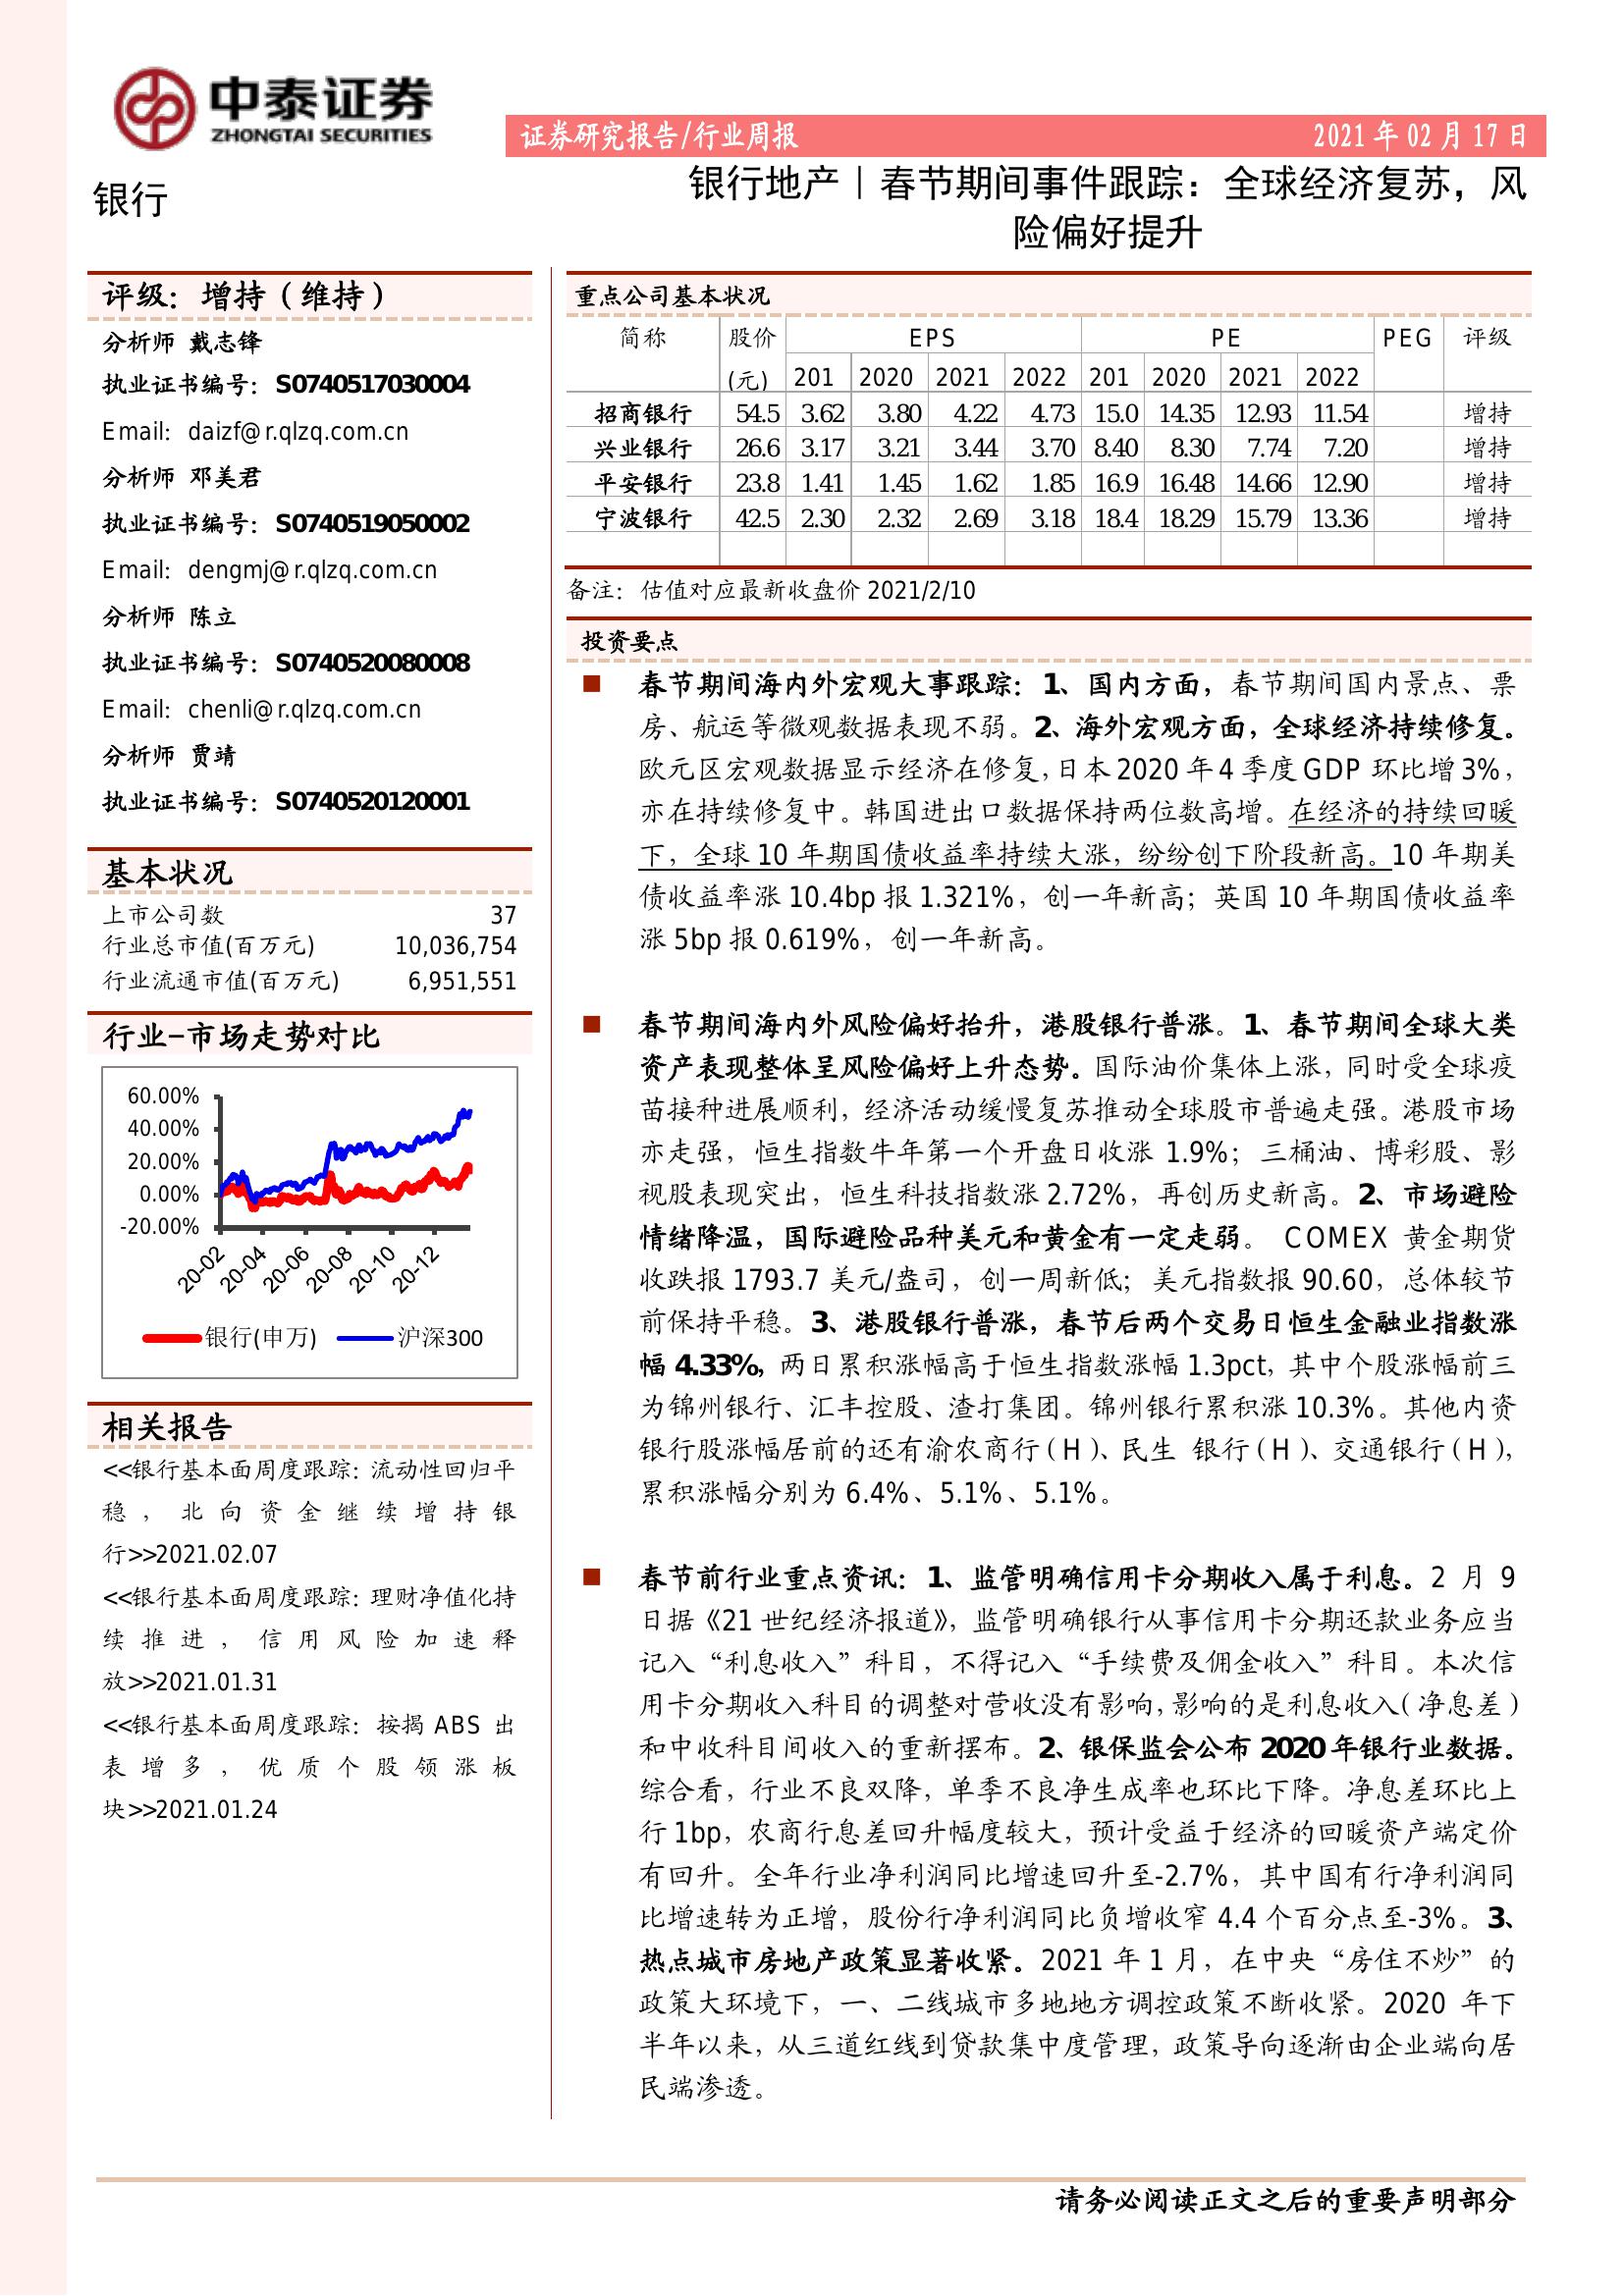 中泰证券
ZHONGTAI SECURITIES
证券研究报告/行业周报 2021年02月17日
银行
银行地产｜春节期间事件跟踪：全球经济复苏，风
险偏好提升
评级：增持（维持）
分析师 戴志锋
执业证书编号：S0740517030004
Email：daizf@r.qlzq.com.cn
分析师 邓美君
执业证书编号：S0740519050002
Email：dengmj@r.qlzq.com.cn
分析师 陈立
执业证书编号：S0740520080008
Email：chenli@r.qlzq.com.cn
分析师 贾靖
执业证书编号：S0740520120001
基本状况
上市公司数 37
行业总市值(百万元) 10,036,754
行业流通市值(百万元) 6,951,551
行业-市场走势对比
60.00%
40.00%
20.00%
0.00%
-20.00%
20-02 20-04 20-06 20-08 20-10 20-12
银行(申万) 沪深300
相关报告
<<银行基本面周度跟踪：流动性回归平
稳，北向资金继续增持银
行>>2021.02.07
<<银行基本面周度跟踪：理财净值化持
续推进，信用风险加速释
放>>2021.01.31
<<银行基本面周度跟踪：按揭 ABS 出
表增多，优质个股领涨板
块>>2021.01.24
重点公司基本状况
简称 股价 EPS PE PEG 评级
(元) 201 2020 2021 2022 201 2020 2021 2022
招商银行 54.5 3.62 3.80 4.22 4.73 15.0 14.35 12.93 11.54 增持
兴业银行 26.6 3.17 3.21 3.44 3.70 8.40 8.30 7.74 7.20 增持
平安银行 23.8 1.41 1.45 1.62 1.85 16.9 16.48 14.66 12.90 增持
宁波银行 42.5 2.30 2.32 2.69 3.18 18.4 18.29 15.79 13.36 增持
备注：估值对应最新收盘价 2021/2/10
投资要点
■ 春节期间海内外宏观大事跟踪：1、国内方面，春节期间国内景点、票
房、航运等微观数据表现不弱。2、海外宏观方面，全球经济持续修复。
欧元区宏观数据显示经济在修复，日本 2020 年 4 季度 GDP 环比增 3%，
亦在持续修复中。韩国进出口数据保持两位数高增。在经济的持续回暖
下，全球 10 年期国债收益率持续大涨，纷纷创下阶段新高。10 年期美
债收益率涨 10.4bp 报 1.321%，创一年新高；英国 10 年期国债收益率
涨 5bp 报 0.619%，创一年新高。
■ 春节期间海内外风险偏好抬升，港股银行普涨。1、春节期间全球大类
资产表现整体呈风险偏好上升态势。国际油价集体上涨，同时受全球疫
苗接种进展顺利，经济活动缓慢复苏推动全球股市普遍走强。港股市场
亦走强，恒生指数牛年第一个开盘日收涨 1.9%；三桶油、博彩股、影
视股表现突出，恒生科技指数涨 2.72%，再创历史新高。2、市场避险
情绪降温，国际避险品种美元和黄金有一定走弱。 COMEX 黄金期货
收跌报 1793.7 美元/盎司，创一周新低；美元指数报 90.60，总体较节
前保持平稳。3、港股银行普涨，春节后两个交易日恒生金融业指数涨
幅 4.33%，两日累积涨幅高于恒生指数涨幅 1.3pct，其中个股涨幅前三
为锦州银行、汇丰控股、渣打集团。锦州银行累积涨 10.3%。其他内资
银行股涨幅居前的还有渝农商行（H）、民生 银行（H）、交通银行（H），
累积涨幅分别为 6.4%、5.1%、5.1%。
■ 春节前行业重点资讯：1、监管明确信用卡分期收入属于利息。2 月 9
日据《21 世纪经济报道》，监管明确银行从事信用卡分期还款业务应当
记入“利息收入”科目，不得记入“手续费及佣金收入”科目。本次信
用卡分期收入科目的调整对营收没有影响，影响的是利息收入（净息差）
和中收科目间收入的重新摆布。2、银保监会公布 2020 年银行业数据。
综合看，行业不良双降，单季不良净生成率也环比下降。净息差环比上
行 1bp，农商行息差回升幅度较大，预计受益于经济的回暖资产端定价
有回升。全年行业净利润同比增速回升至-2.7%，其中国有行净利润同
比增速转为正增，股份行净利润同比负增收窄 4.4 个百分点至-3%。3、
热点城市房地产政策显著收紧。2021 年 1 月，在中央“房住不炒”的
政策大环境下，一、二线城市多地地方调控政策不断收紧。2020 年下
半年以来，从三道红线到贷款集中度管理，政策导向逐渐由企业端向居
民端渗透。
请务必阅读正文之后的重要声明部分